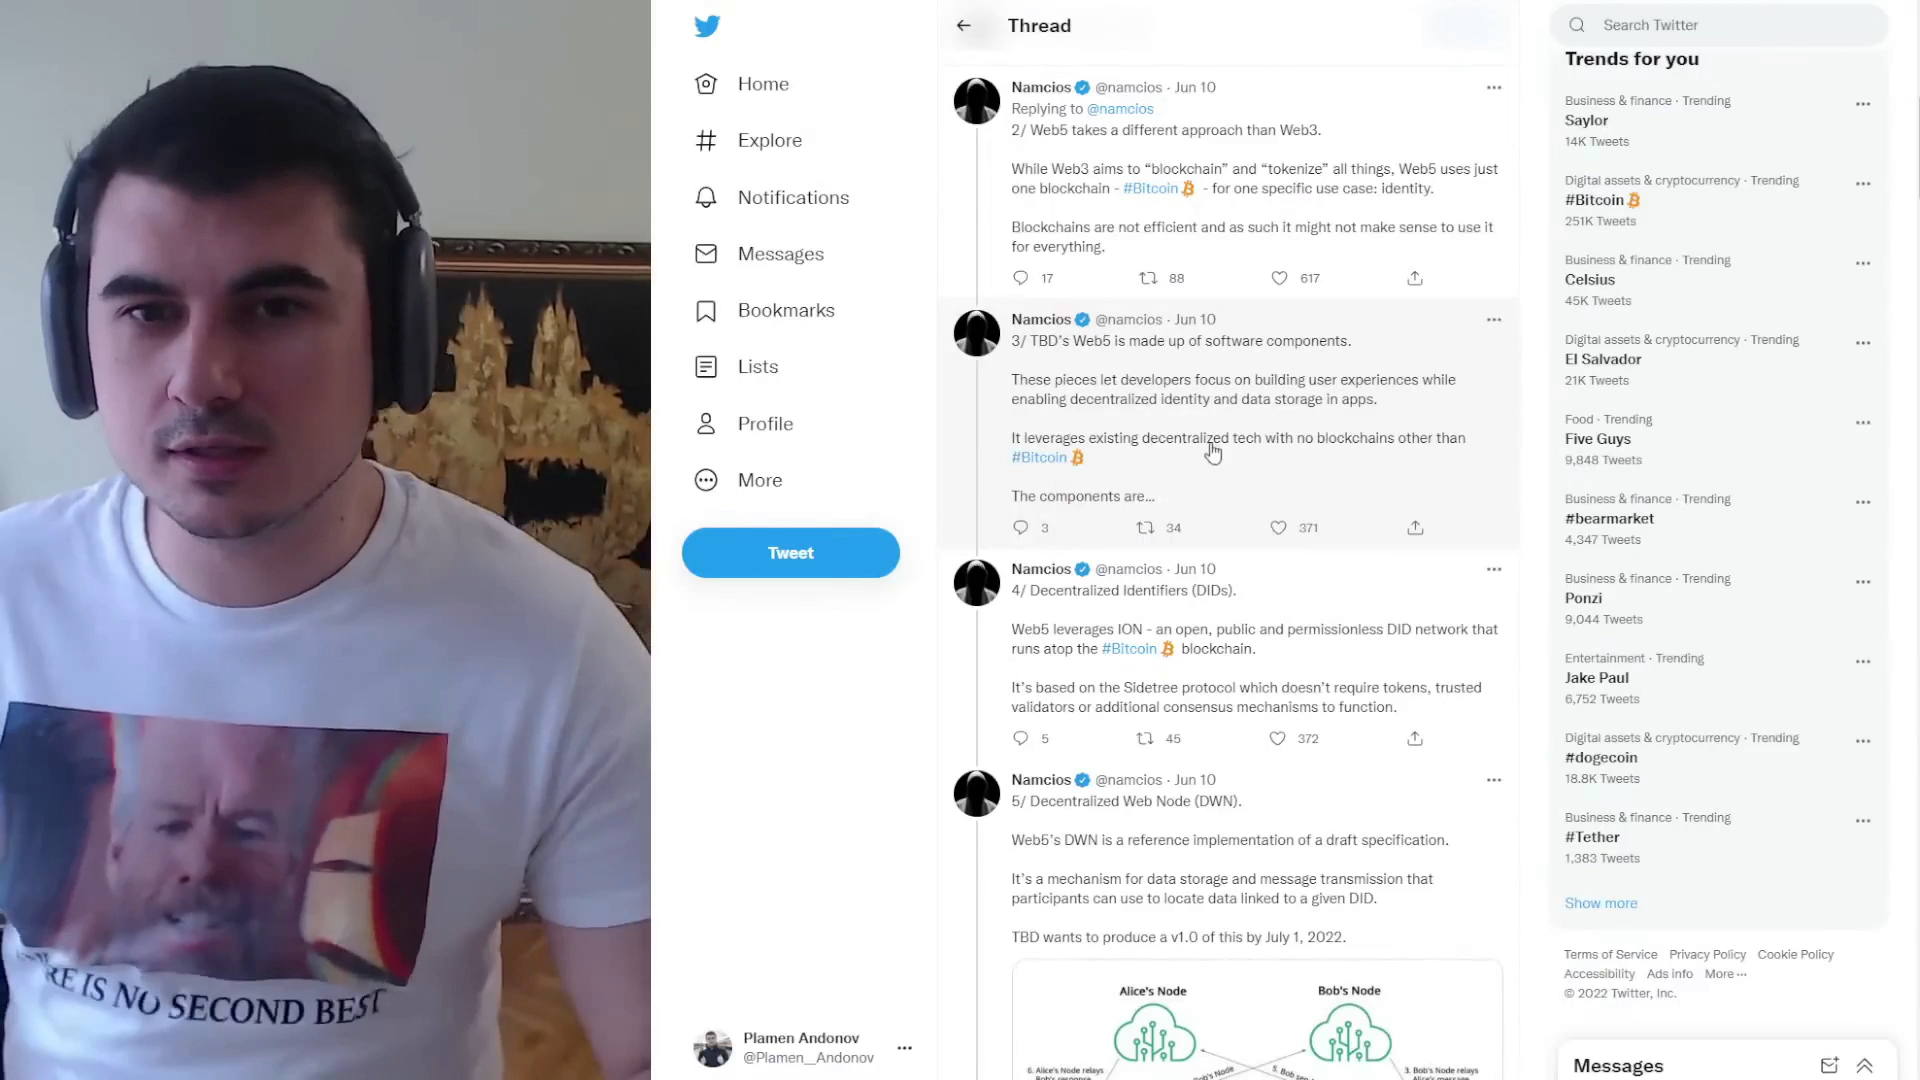 Home
Explore
Notifications
Messages
Bookmarks
Lists
Profile
More
Tweet
Plamen Andonov
@Plamen__Andonov
Thread
Namcios @namcios · Jun 10
Replying to @namcios
2/ Web5 takes a different approach than Web3.
While Web3 aims to “blockchain” and “tokenize” all things, Web5 uses just
one blockchain - #Bitcoin - for one specific use case: identity.
Blockchains are not efficient and as such it might not make sense to use it
for everything.
17 88 617
Namcios @namcios · Jun 10
3/ TBD’s Web5 is made up of software components.
These pieces let developers focus on building user experiences while
enabling decentralized identity and data storage in apps.
It leverages existing decentralized tech with no blockchains other than
#Bitcoin
The components are...
3 34 371
Namcios @namcios · Jun 10
4/ Decentralized Identifiers (DIDs).
Web5 leverages ION - an open, public and permissionless DID network that
runs atop the #Bitcoin blockchain.
It’s based on the Sidetree protocol which doesn’t require tokens, trusted
validators or additional consensus mechanisms to function.
5 45 372
Namcios @namcios · Jun 10
5/ Decentralized Web Node (DWN).
Web5’s DWN is a reference implementation of a draft specification.
It’s a mechanism for data storage and message transmission that
participants can use to locate data linked to a given DID.
TBD wants to produce a v1.0 of this by July 1, 2022.
Alice's Node Bob's Node
6. Alice's Node relays
3. Bob's Node relays
Search Twitter
Trends for you
Business & finance · Trending
Saylor
14K Tweets
Digital assets & cryptocurrency · Trending
#Bitcoin
251K Tweets
Business & finance · Trending
Celsius
45K Tweets
Digital assets & cryptocurrency · Trending
El Salvador
21K Tweets
Food · Trending
Five Guys
9,848 Tweets
Business & finance · Trending
#bearmarket
4,347 Tweets
Business & finance · Trending
Ponzi
9,044 Tweets
Entertainment · Trending
Jake Paul
6,752 Tweets
Digital assets & cryptocurrency · Trending
#dogecoin
18.8K Tweets
Business & finance · Trending
#Tether
1,383 Tweets
Show more
Terms of Service Privacy Policy Cookie Policy
Accessibility Ads info More ···
© 2022 Twitter, Inc.
Messages
RE IS NO SECOND BEST